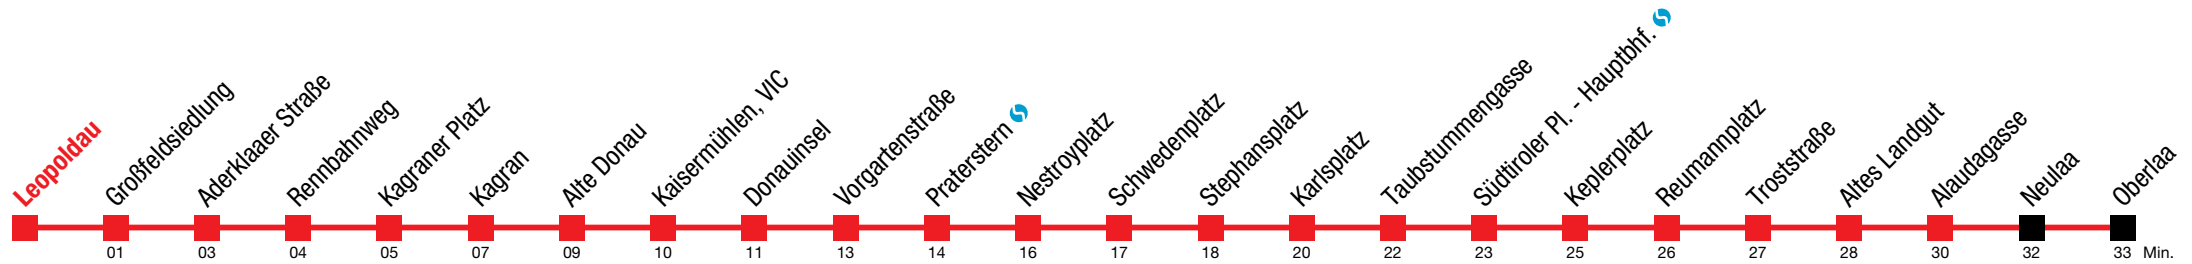 Leopoldau
Großfeldsiedlung
Aderklaaer Straße
Rennbahnweg
Kagraner Platz
Kagran
Alte Donau
Kaisermühlen, VIC
Donauinsel
Vorgartenstraße
Praterstern
Nestroyplatz
Schwedenplatz
Stephansplatz
Karlsplatz
Taubstummengasse
Südtiroler Pl. - Hauptbhf.
Keplerplatz
Reumannplatz
Troststraße
Altes Landgut
Alaudagasse
Neulaa
Oberlaa
01 03 04 05 07 09 10 11 13 14 16 17 18 20 22 23 25 26 27 28 30 32 33 Min.